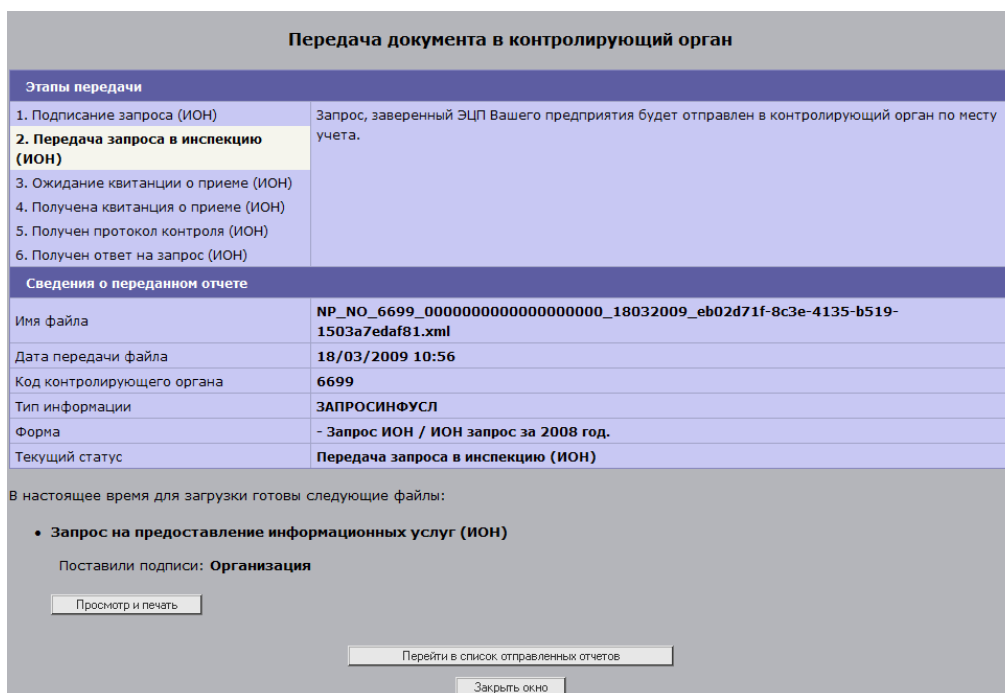 Передача документа в контролирующий орган
Этапы передачи
1. Подписание запроса (ИОН)
2. Передача запроса в инспекцию
(ИОН)
3. Ожидание квитанции о приеме (ИОН)
4. Получена квитанция о приеме (ИОН)
5. Получен протокол контроля (ИОН)
6. Получен ответ на запрос (ИОН)
Запрос, заверенный ЭЦП Вашего предприятия будет отправлен в контролирующий орган по месту
учета.
Сведения о переданном отчете
Имя файла
NP_NO_6699_0000000000000000000_18032009_eb02d71f-8c3e-4135-b519-
1503a7edaf81.xml
Дата передачи файла
18/03/2009 10:56
Код контролирующего органа
6699
Тип информации
ЗАПРОСИНФУСЛ
Форма
- Запрос ИОН / ИОН запрос за 2008 год.
Текущий статус
Передача запроса в инспекцию (ИОН)
В настоящее время для загрузки готовы следующие файлы:
• Запрос на предоставление информационных услуг (ИОН)
Поставили подписи: Организация
Просмотр и печать
Перейти в список отправленных отчетов
Закрыть окно